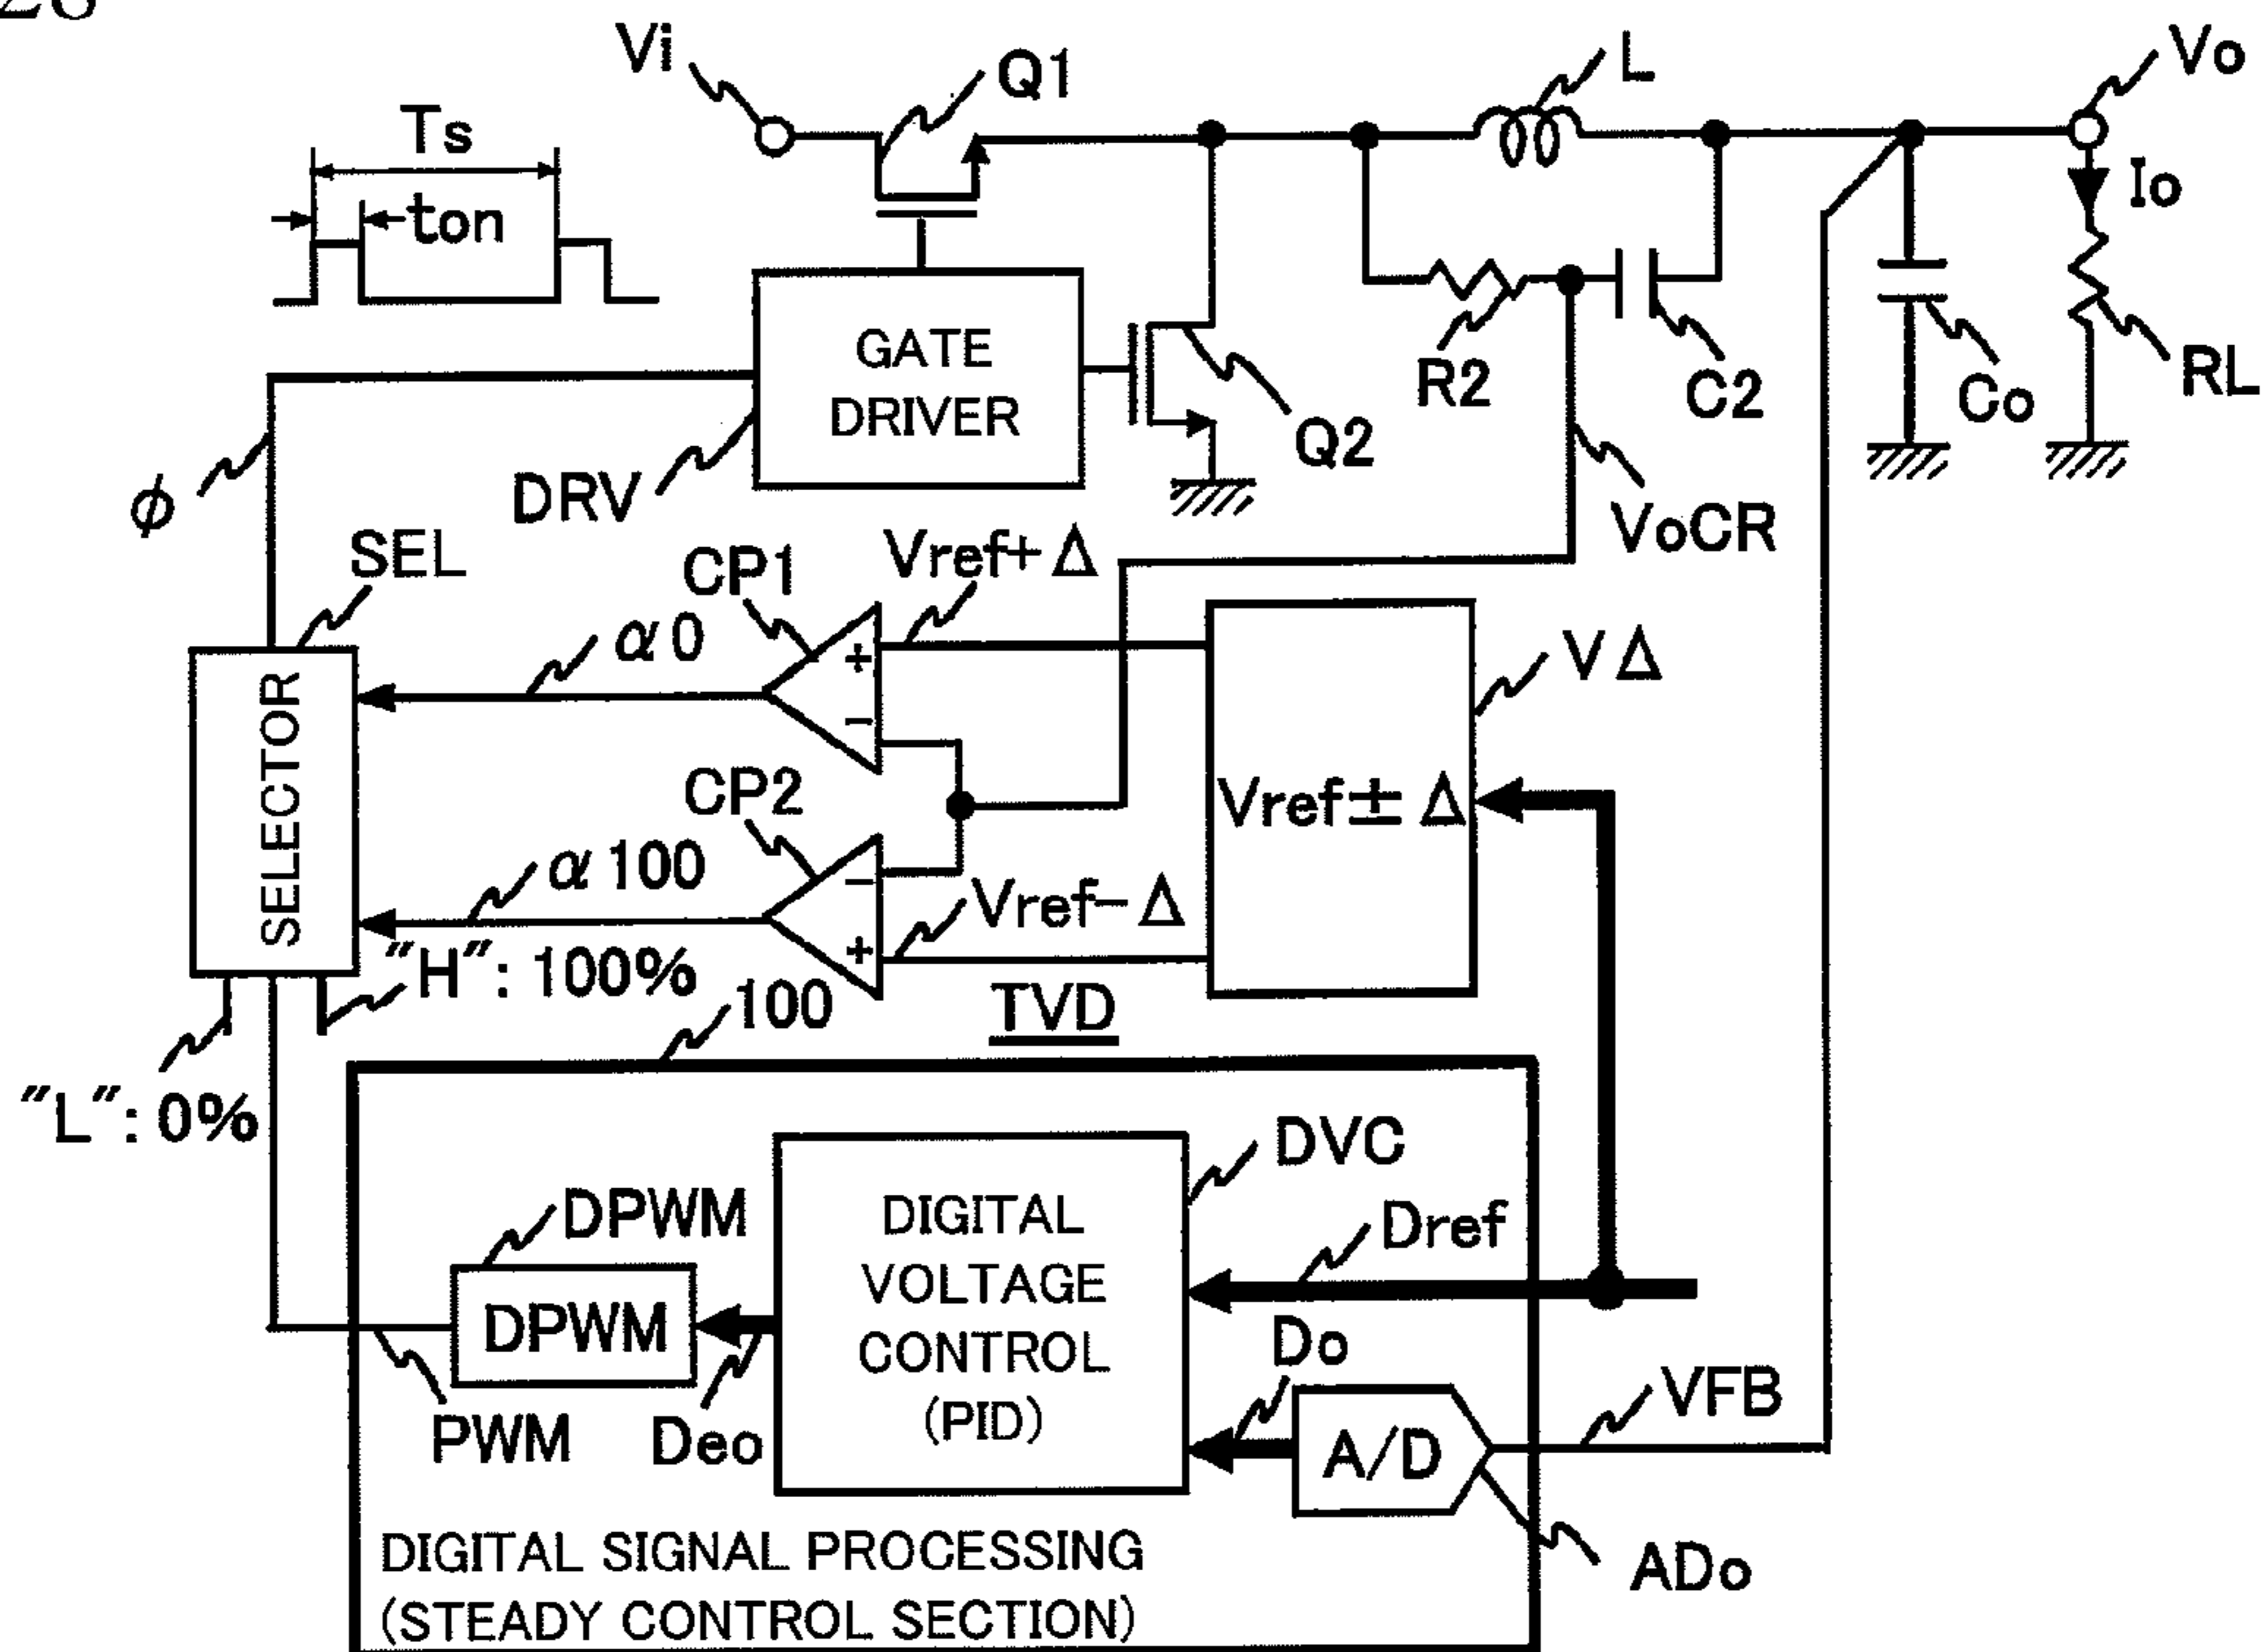 Vi
Q1
L
Vo
Ts
ton
Io
GATE
DRIVER
R2
C2
Co
RL
Q2
DRV
ϕ
VoCR
SEL
CP1
Vref+Δ
α0
VΔ
SELECTOR
+
−
CP2
Vref±Δ
α100
−
+
Vref−Δ
"H": 100%
100
TVD
"L": 0%
DVC
DPWM
Dref
DIGITAL
VOLTAGE
CONTROL
(PID)
DPWM
Do
VFB
PWM
Deo
A/D
ADo
DIGITAL SIGNAL PROCESSING
(STEADY CONTROL SECTION)